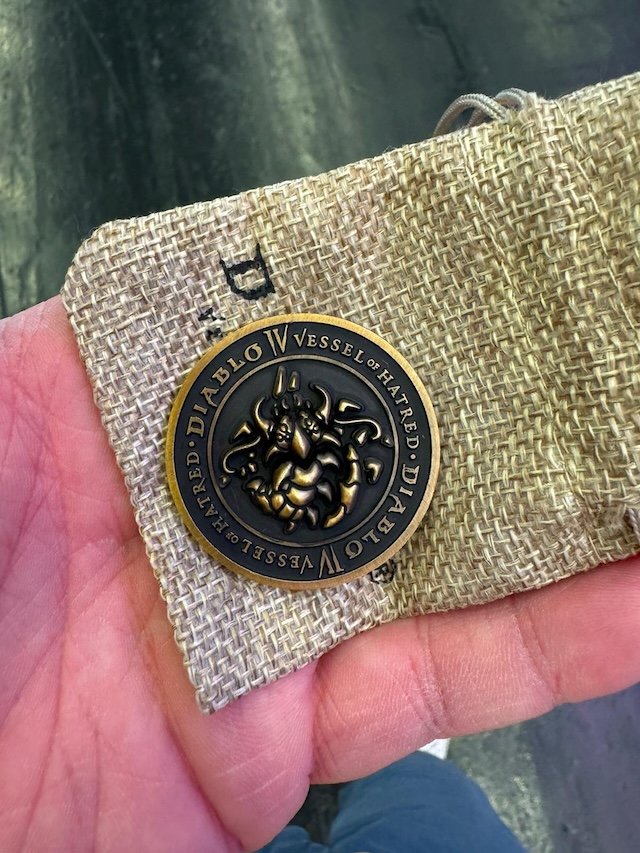 D
DIABLO IV VESSEL OF HATRED · DIABLO IV VESSEL OF HATRED ·